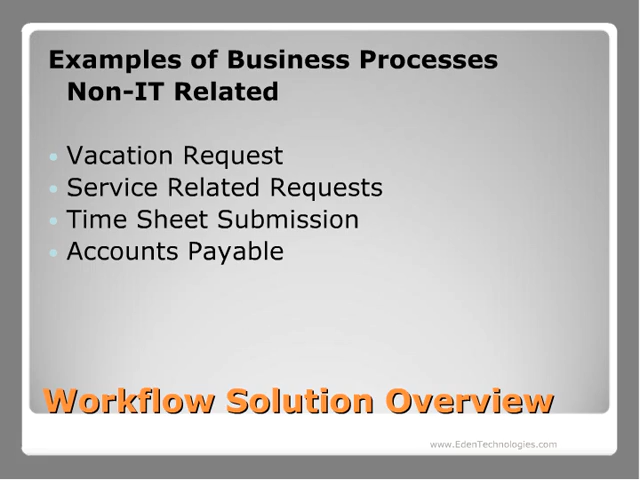 Examples of Business Processes
Non-IT Related
• Vacation Request
• Service Related Requests
• Time Sheet Submission
• Accounts Payable
Workflow Solution Overview
www.EdenTechnologies.com